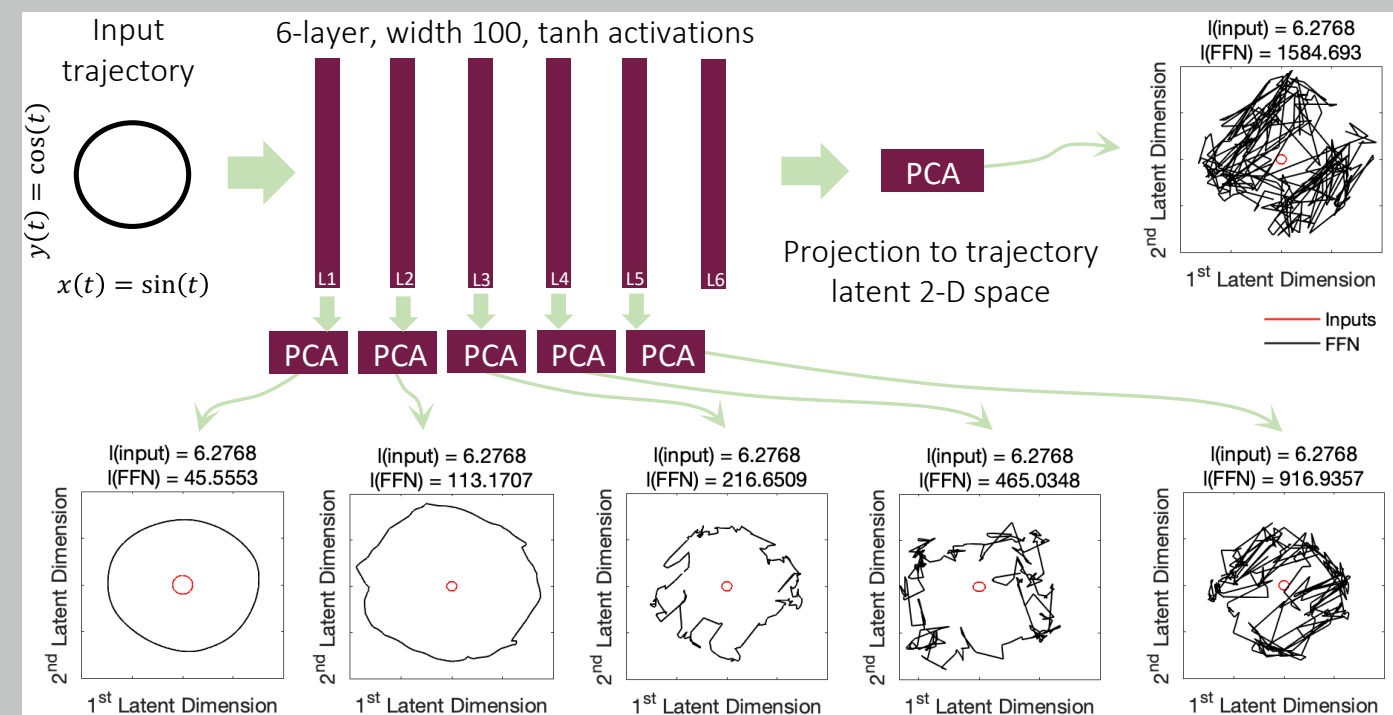 Input
trajectory
y(t) = cos(t)
x(t) = sin(t)
6-layer, width 100, tanh activations
L1
L2
L3
L4
L5
L6
PCA
Projection to trajectory
latent 2-D space
l(input) = 6.2768
l(FFN) = 1584.693
2nd Latent Dimension
1st Latent Dimension
Inputs
FFN
PCA
PCA
PCA
PCA
PCA
l(input) = 6.2768
l(FFN) = 45.5553
2nd Latent Dimension
1st Latent Dimension
l(input) = 6.2768
l(FFN) = 113.1707
2nd Latent Dimension
1st Latent Dimension
l(input) = 6.2768
l(FFN) = 216.6509
2nd Latent Dimension
1st Latent Dimension
l(input) = 6.2768
l(FFN) = 465.0348
2nd Latent Dimension
1st Latent Dimension
l(input) = 6.2768
l(FFN) = 916.9357
2nd Latent Dimension
1st Latent Dimension